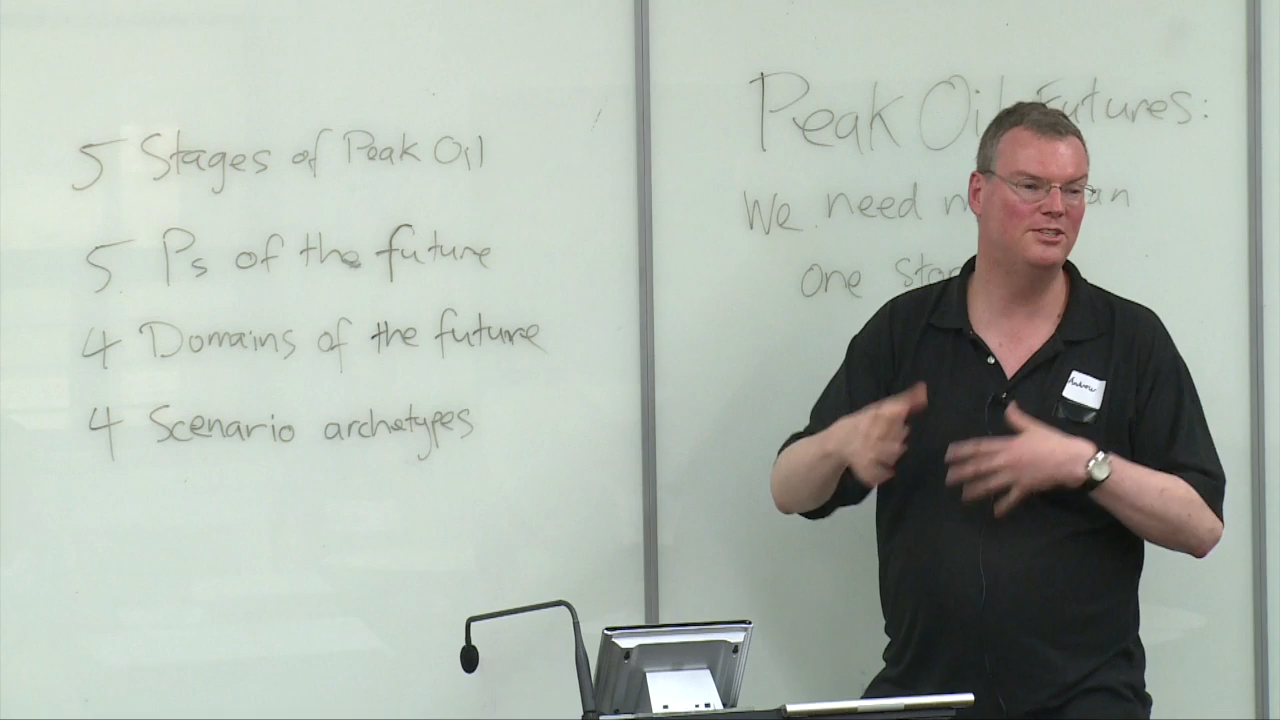 5 Stages of Peak Oil
5 Ps of the future
4 Domains of the future
4 Scenario archetypes
Peak Oil Futures:
We need
one
Andrew